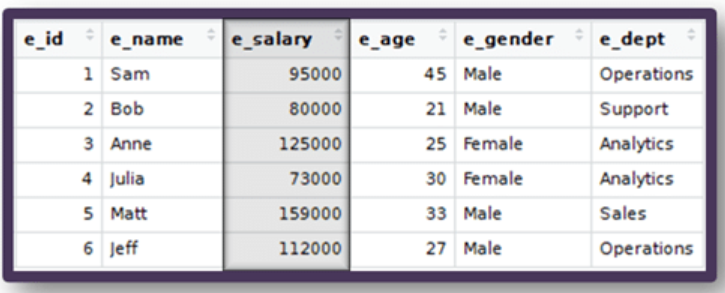 e_id e_name e_salary e_age e_gender e_dept
1 Sam 95000 45 Male Operations
2 Bob 80000 21 Male Support
3 Anne 125000 25 Female Analytics
4 Julia 73000 30 Female Analytics
5 Matt 159000 33 Male Sales
6 Jeff 112000 27 Male Operations